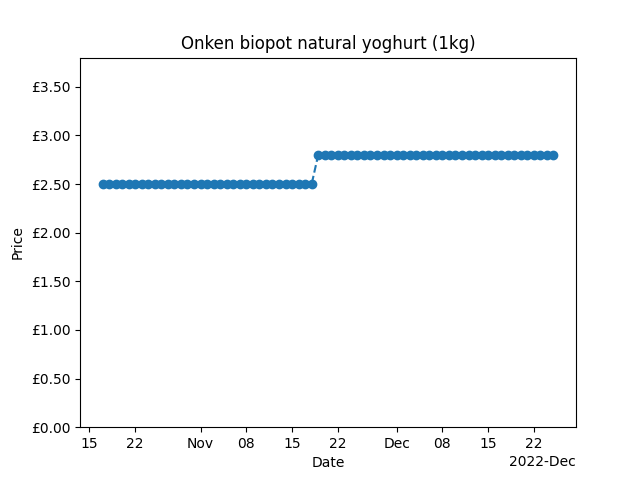 Onken biopot natural yoghurt (1kg)
£3.50
£3.00
£2.50
£2.00
£1.50
£1.00
£0.50
£0.00
Price
15 22 Nov 08 15 22 Dec 08 15 22
Date
2022-Dec